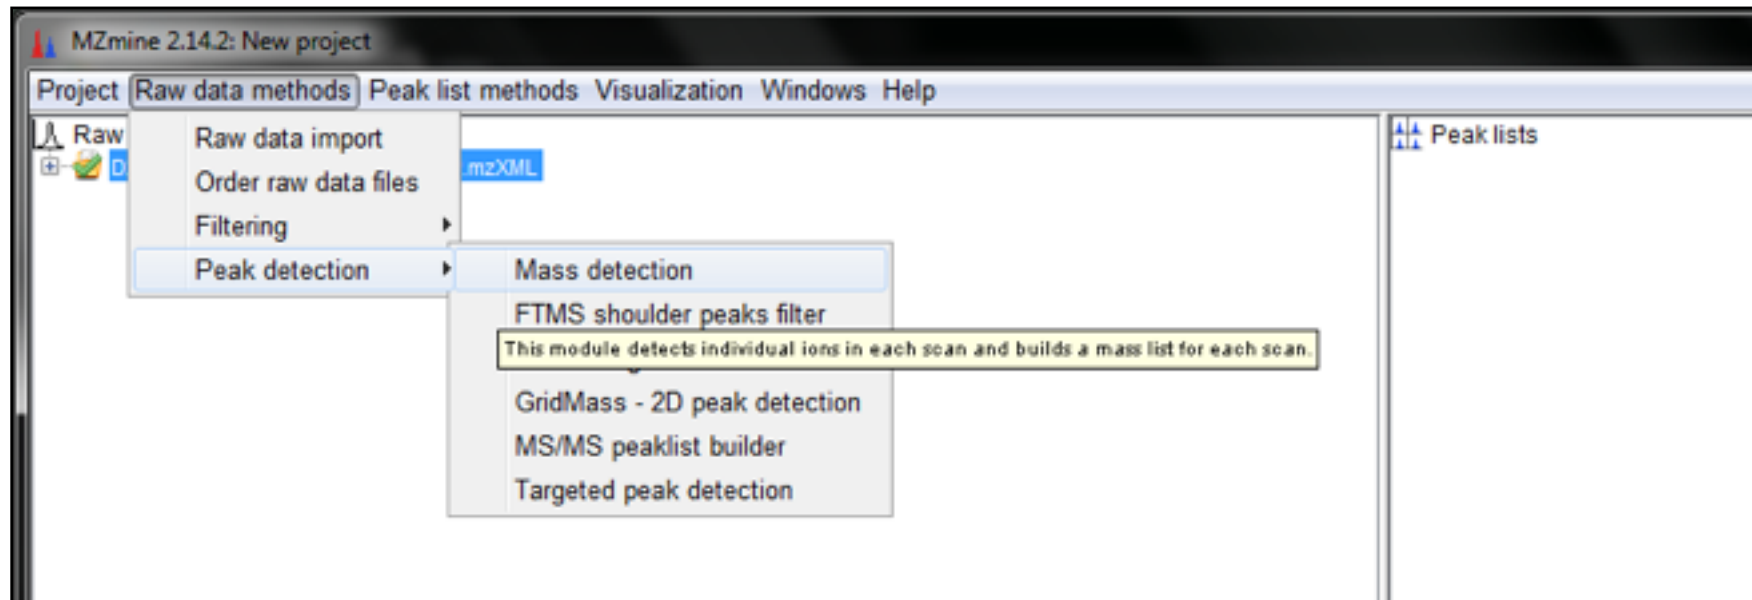 MZmine 2.14.2: New project
Project Raw data methods Peak list methods Visualization Windows Help
Raw
Raw data import
Peak lists
D
.mzXML
Order raw data files
Filtering
Peak detection
Mass detection
FTMS shoulder peaks filter
This module detects individual ions in each scan and builds a mass list for each scan.
GridMass - 2D peak detection
MS/MS peaklist builder
Targeted peak detection